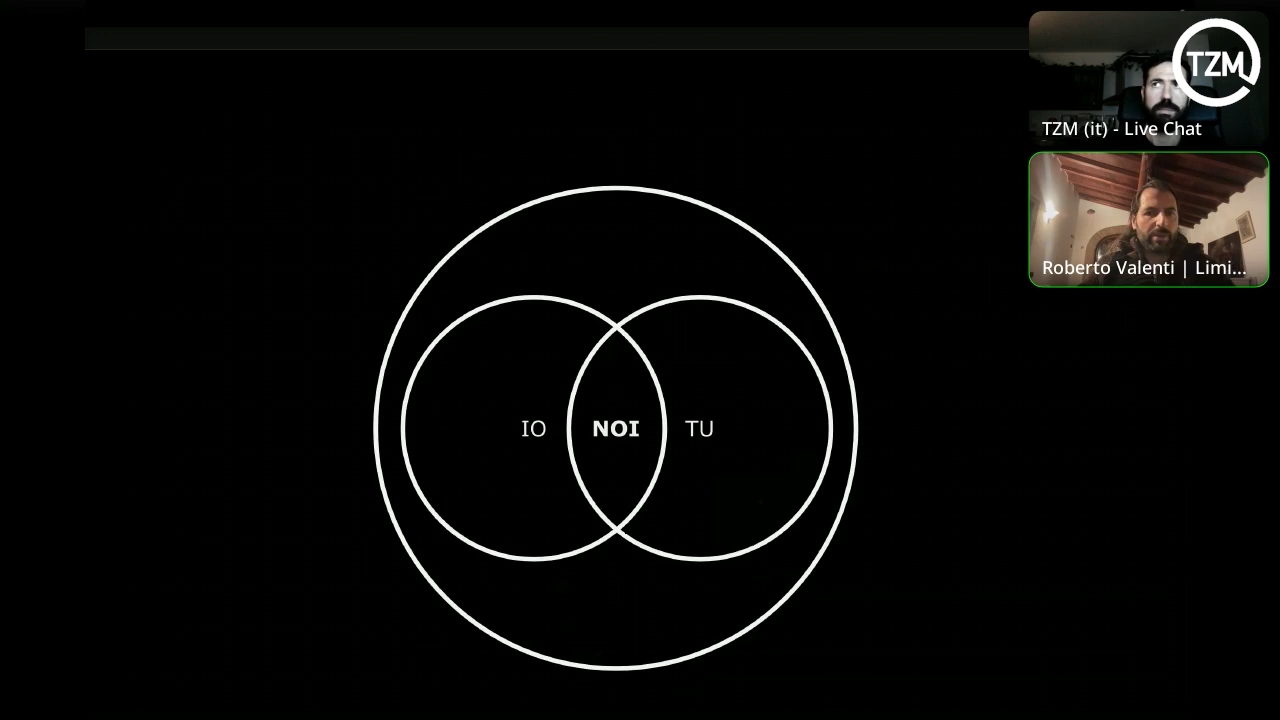 TZM
TZM (it) - Live Chat
Roberto Valenti | Limi...
IO NOI TU